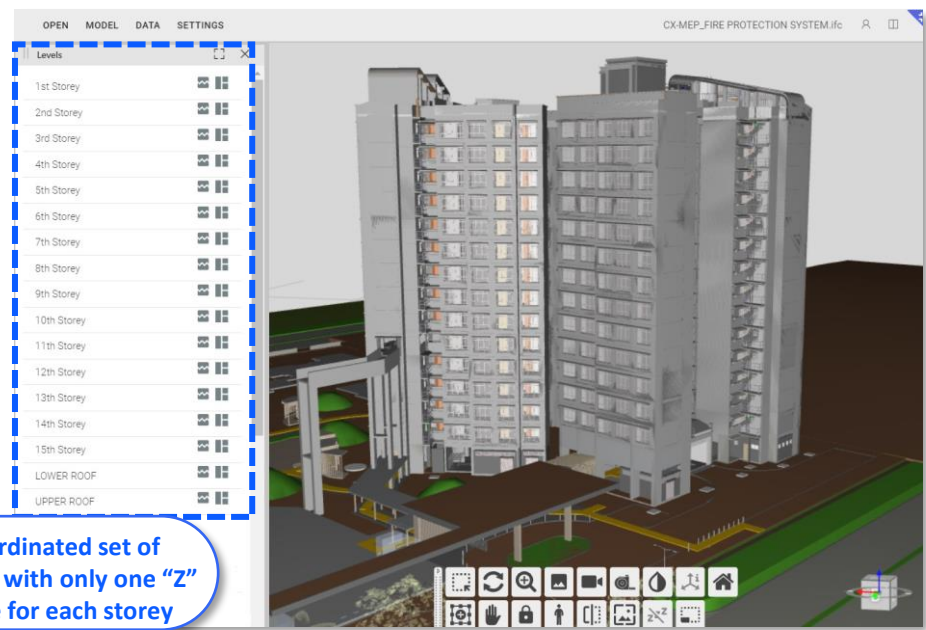 OPEN MODEL DATA SETTINGS CX-MEP_FIRE PROTECTION SYSTEM.ifc
Levels
1st Storey
2nd Storey
3rd Storey
4th Storey
5th Storey
6th Storey
7th Storey
8th Storey
9th Storey
10th Storey
11th Storey
12th Storey
13th Storey
14th Storey
15th Storey
LOWER ROOF
UPPER ROOF
set of
with only one “Z”
for each storey